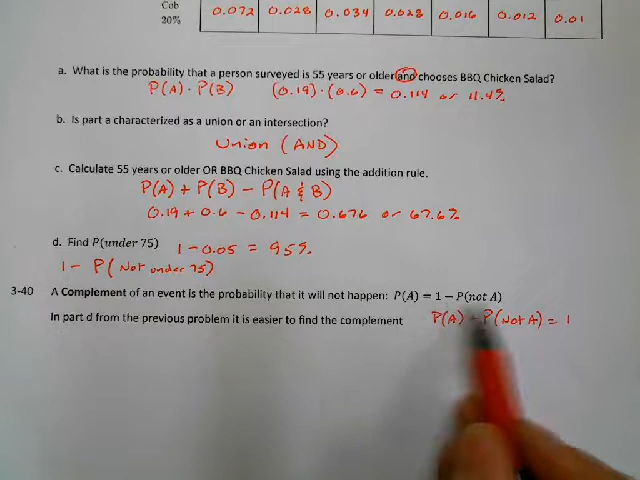 Cob
20%
0.072 0.028 0.034 0.028 0.016 0.012 0.01
a. What is the probability that a person surveyed is 55 years or older and chooses BBQ Chicken Salad?
P(A) · P(B) (0.19) · (0.6) = 0.114 or 11.4%
b. Is part a characterized as a union or an intersection?
Union (AND)
c. Calculate 55 years or older OR BBQ Chicken Salad using the addition rule.
P(A) + P(B) - P(A & B)
0.19 + 0.6 - 0.114 = 0.676 or 67.6%
d. Find P(under 75) 1 - 0.05 = 95%
1 - P( Not under 75)
3-40 A Complement of an event is the probability that it will not happen: P(A) = 1 − P(not A)
In part d from the previous problem it is easier to find the complement P(A) P(Not A) = 1